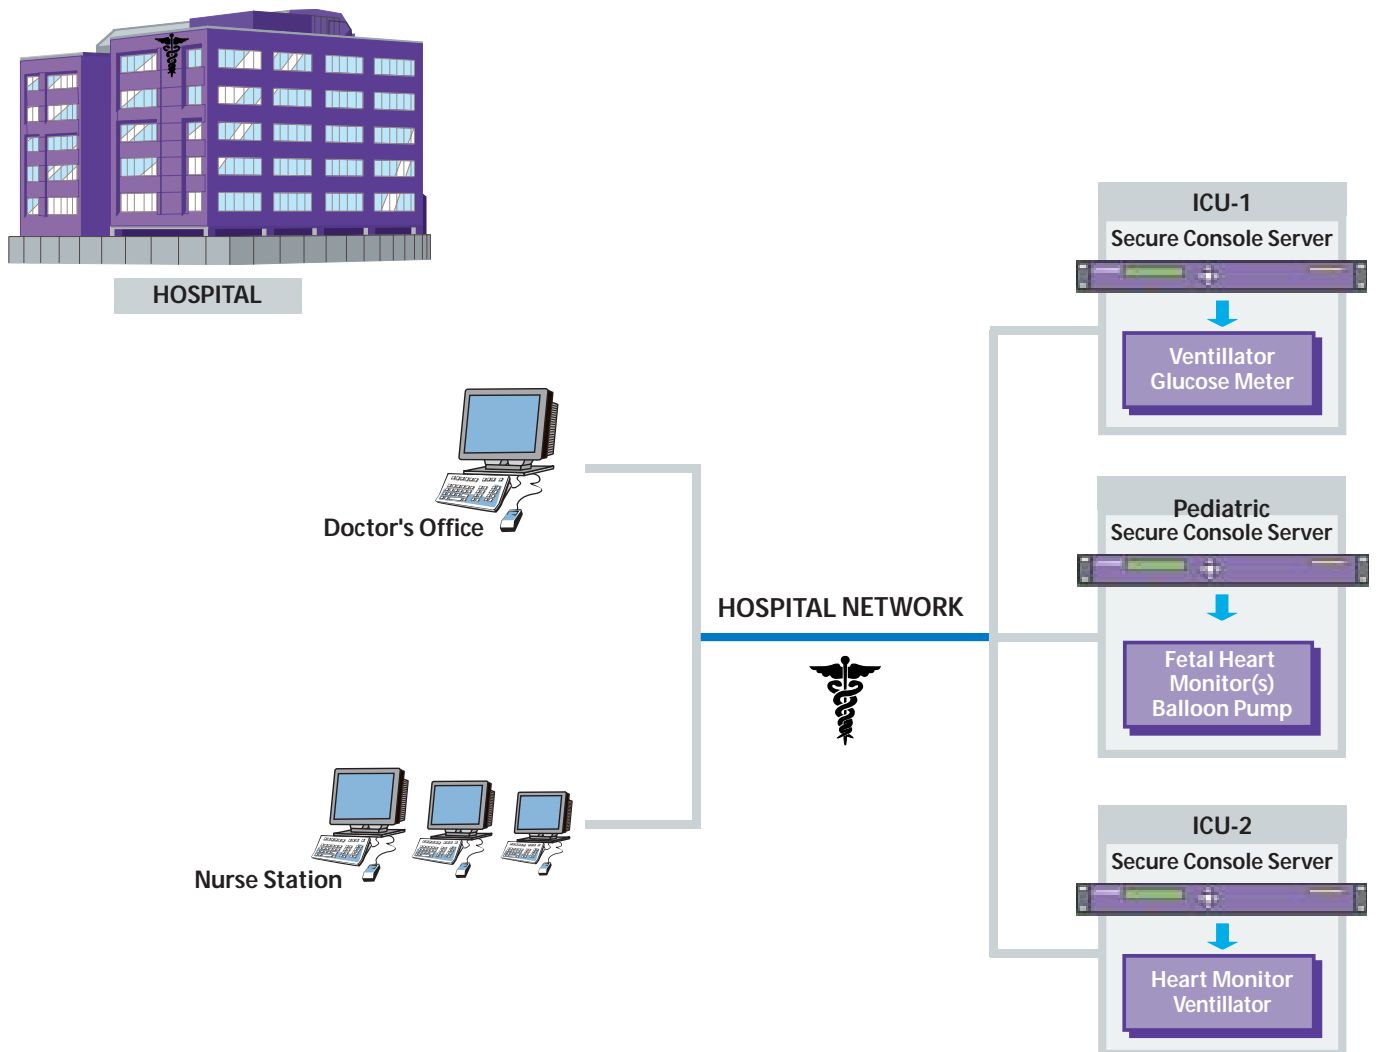 HOSPITAL
Doctor's Office
Nurse Station
HOSPITAL NETWORK
ICU-1
Secure Console Server
Ventillator
Glucose Meter
Pediatric
Secure Console Server
Fetal Heart
Monitor(s)
Balloon Pump
ICU-2
Secure Console Server
Heart Monitor
Ventillator